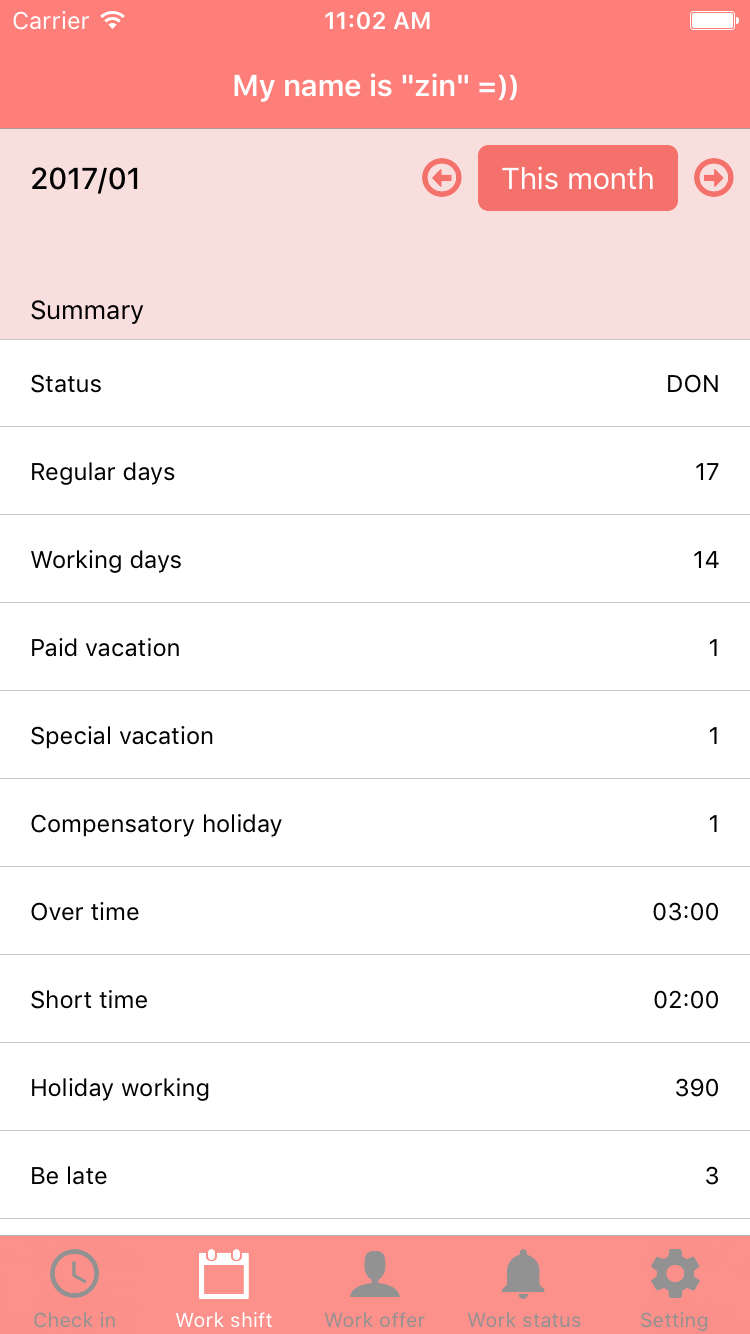 Carrier 11:02 AM
My name is "zin" =))
2017/01 This month
Summary
Status DON
Regular days 17
Working days 14
Paid vacation 1
Special vacation 1
Compensatory holiday 1
Over time 03:00
Short time 02:00
Holiday working 390
Be late 3
Check in Work shift Work offer Work status Setting